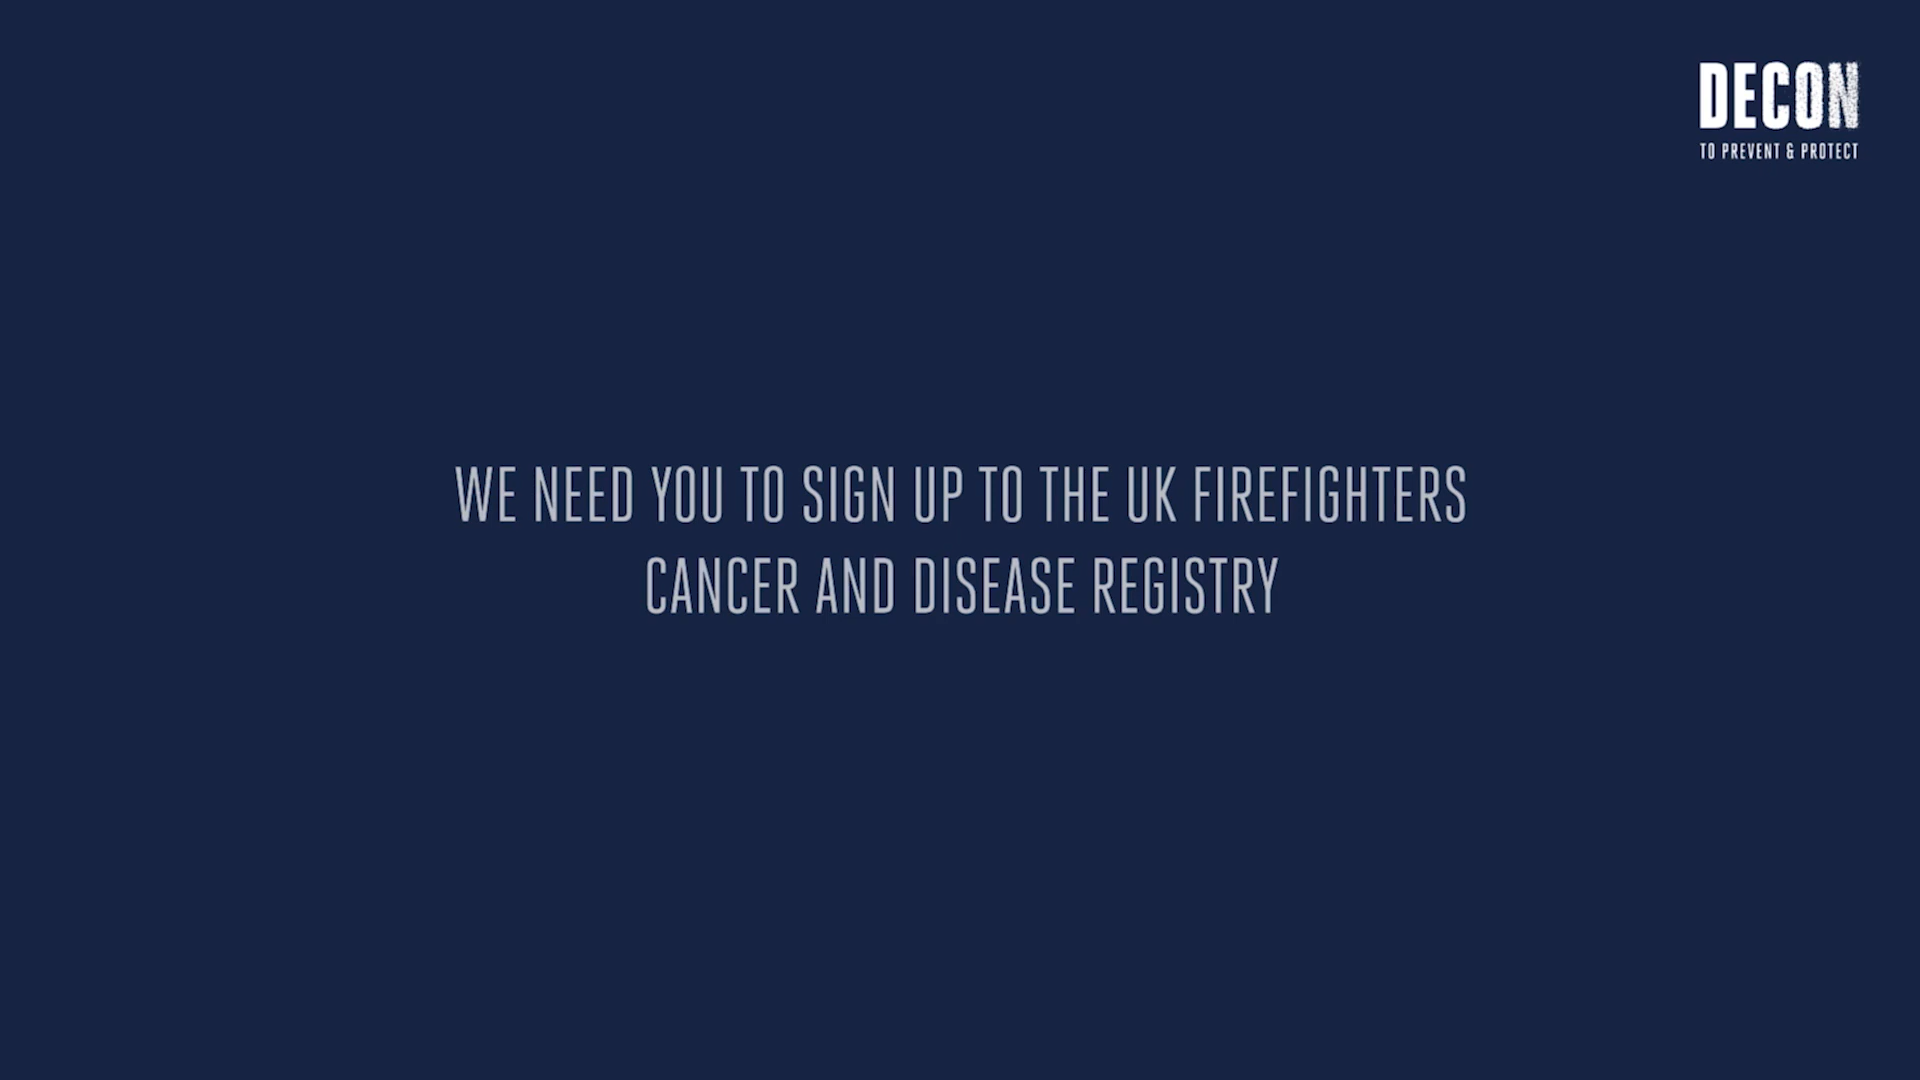 DECON
TO PREVENT & PROTECT
WE NEED YOU TO SIGN UP TO THE UK FIREFIGHTERS
CANCER AND DISEASE REGISTRY